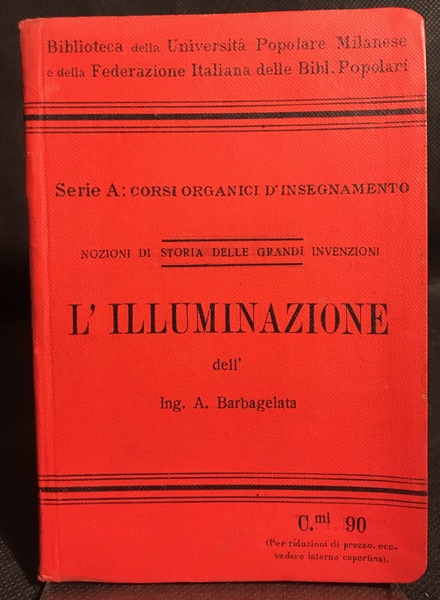 Biblioteca della Università Popolare Milanese
e della Federazione Italiana delle Bibl. Popolari
Serie A: CORSI ORGANICI D'INSEGNAMENTO
NOZIONI DI STORIA DELLE GRANDI INVENZIONI
L'ILLUMINAZIONE
dell'
Ing. A. Barbagelata
C.mi 90
(Per riduzioni di prezzo, ecc.
vedere interno copertina).